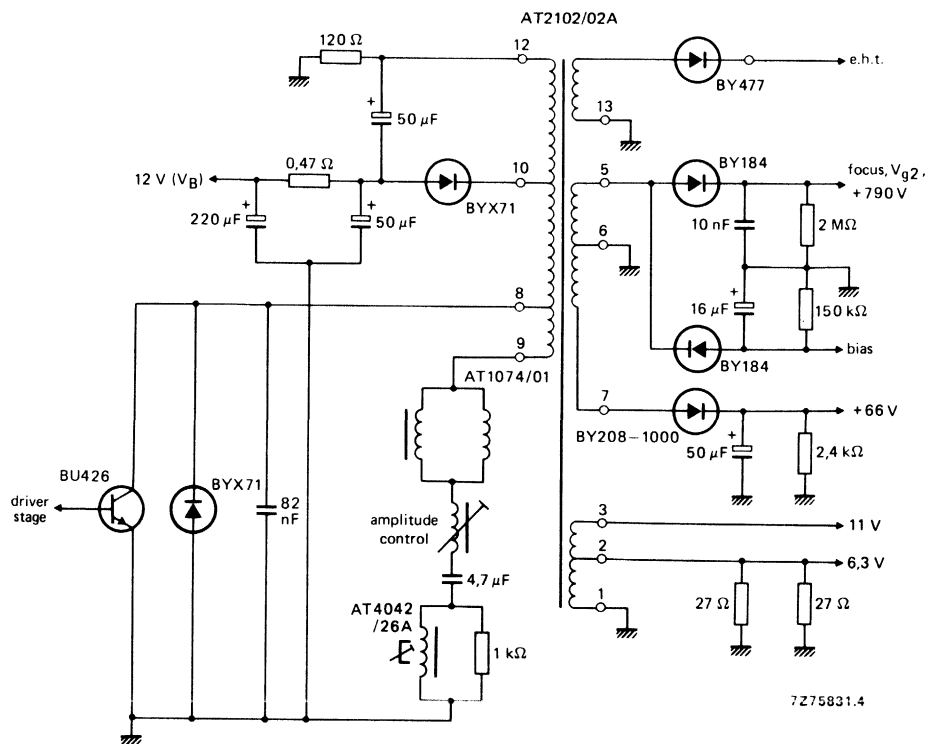 AT2102/02A
120 Ω
12
e.h.t.
BY477
+
50 µF
13
0,47 Ω
12 V (VB)
10
BYX71
+
220 µF
+
50 µF
5
BY184
focus, Vg2,
+790 V
10 nF
2 MΩ
6
+
16 µF
150 kΩ
8
9
BY184
bias
AT1074/01
7
+66 V
BY208–1000
+
50 µF
2,4 kΩ
BU426
BYX71
driver
stage
82
nF
amplitude
control
3
11 V
2
6,3 V
4,7 µF
27 Ω
27 Ω
1
AT4042
/26A
1 kΩ
7Z75831.4